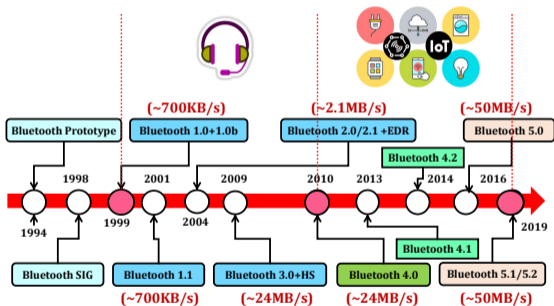 IoT
(~700KB/s)
(~2.1MB/s)
(~50MB/s)
Bluetooth Prototype
Bluetooth 1.0+1.0b
Bluetooth 2.0/2.1 +EDR
Bluetooth 5.0
Bluetooth 4.2
1998
2001
2009
2010
2013
2014
2016
1994
1999
2004
2019
Bluetooth 4.1
Bluetooth SIG
Bluetooth 1.1
Bluetooth 3.0+HS
Bluetooth 4.0
Bluetooth 5.1/5.2
(~700KB/s)
(~24MB/s)
(~24MB/s)
(~50MB/s)